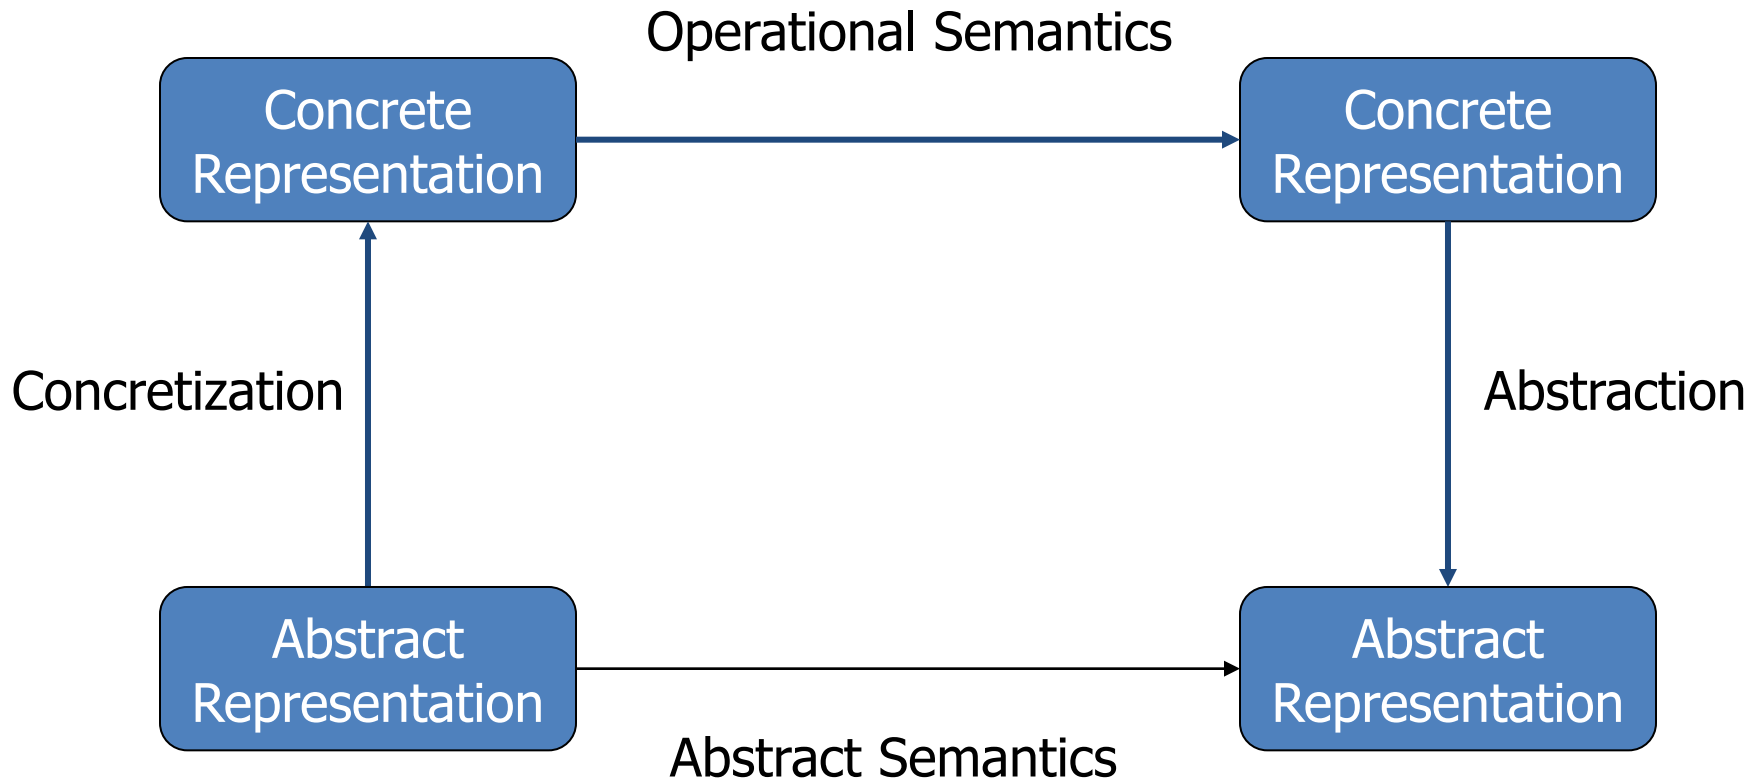 Operational Semantics
Concrete
Representation
Concrete
Representation
Concretization
Abstraction
Abstract
Representation
Abstract
Representation
Abstract Semantics